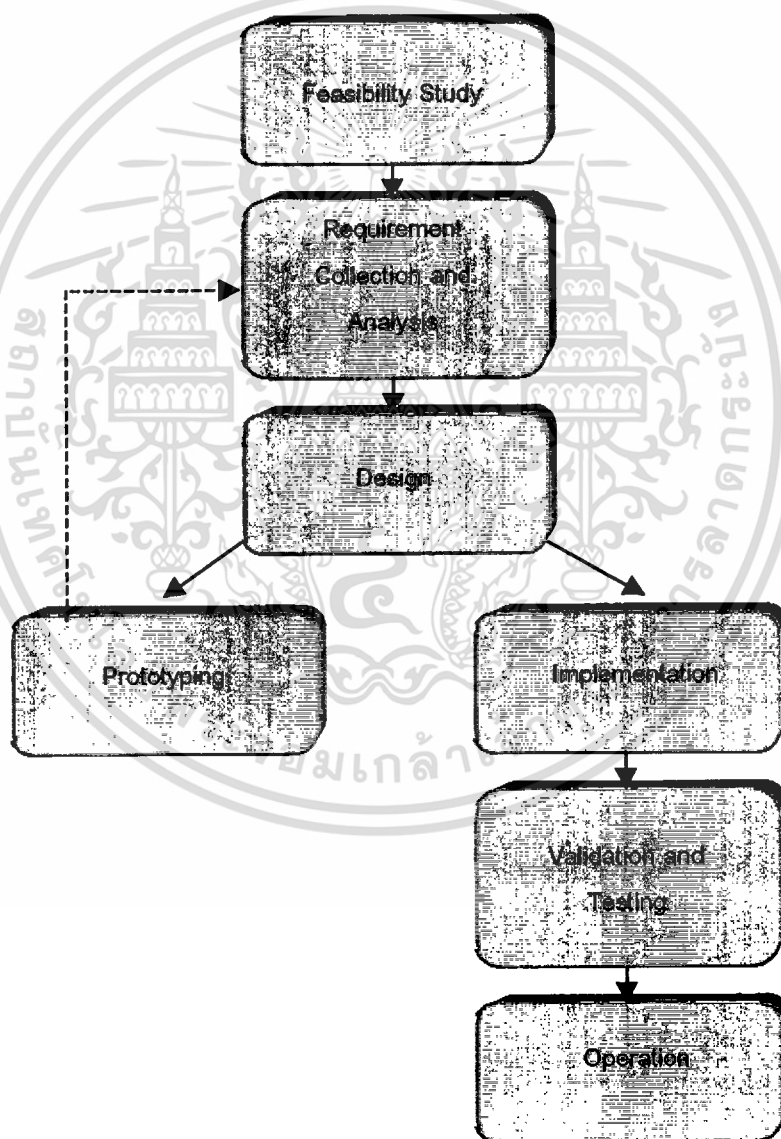 Feasibility Study
Requirement
Collection and
Analysis
Design
Prototyping
Implementation
Validation and
Testing
Operation